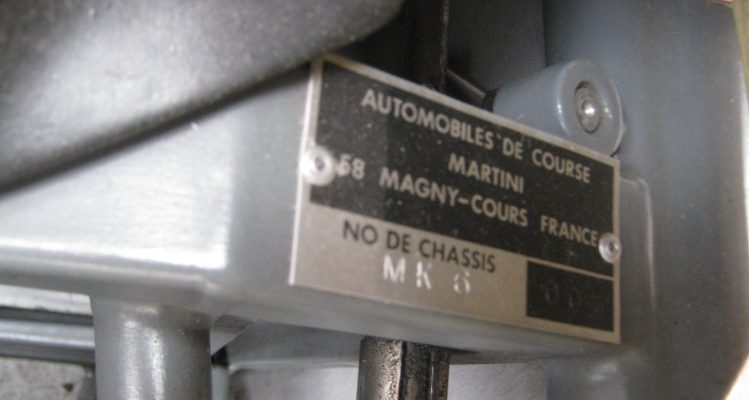 AUTOMOBILES DE COURSE
MARTINI
58 MAGNY-COURS FRANCE
NO DE CHASSIS
MK 6